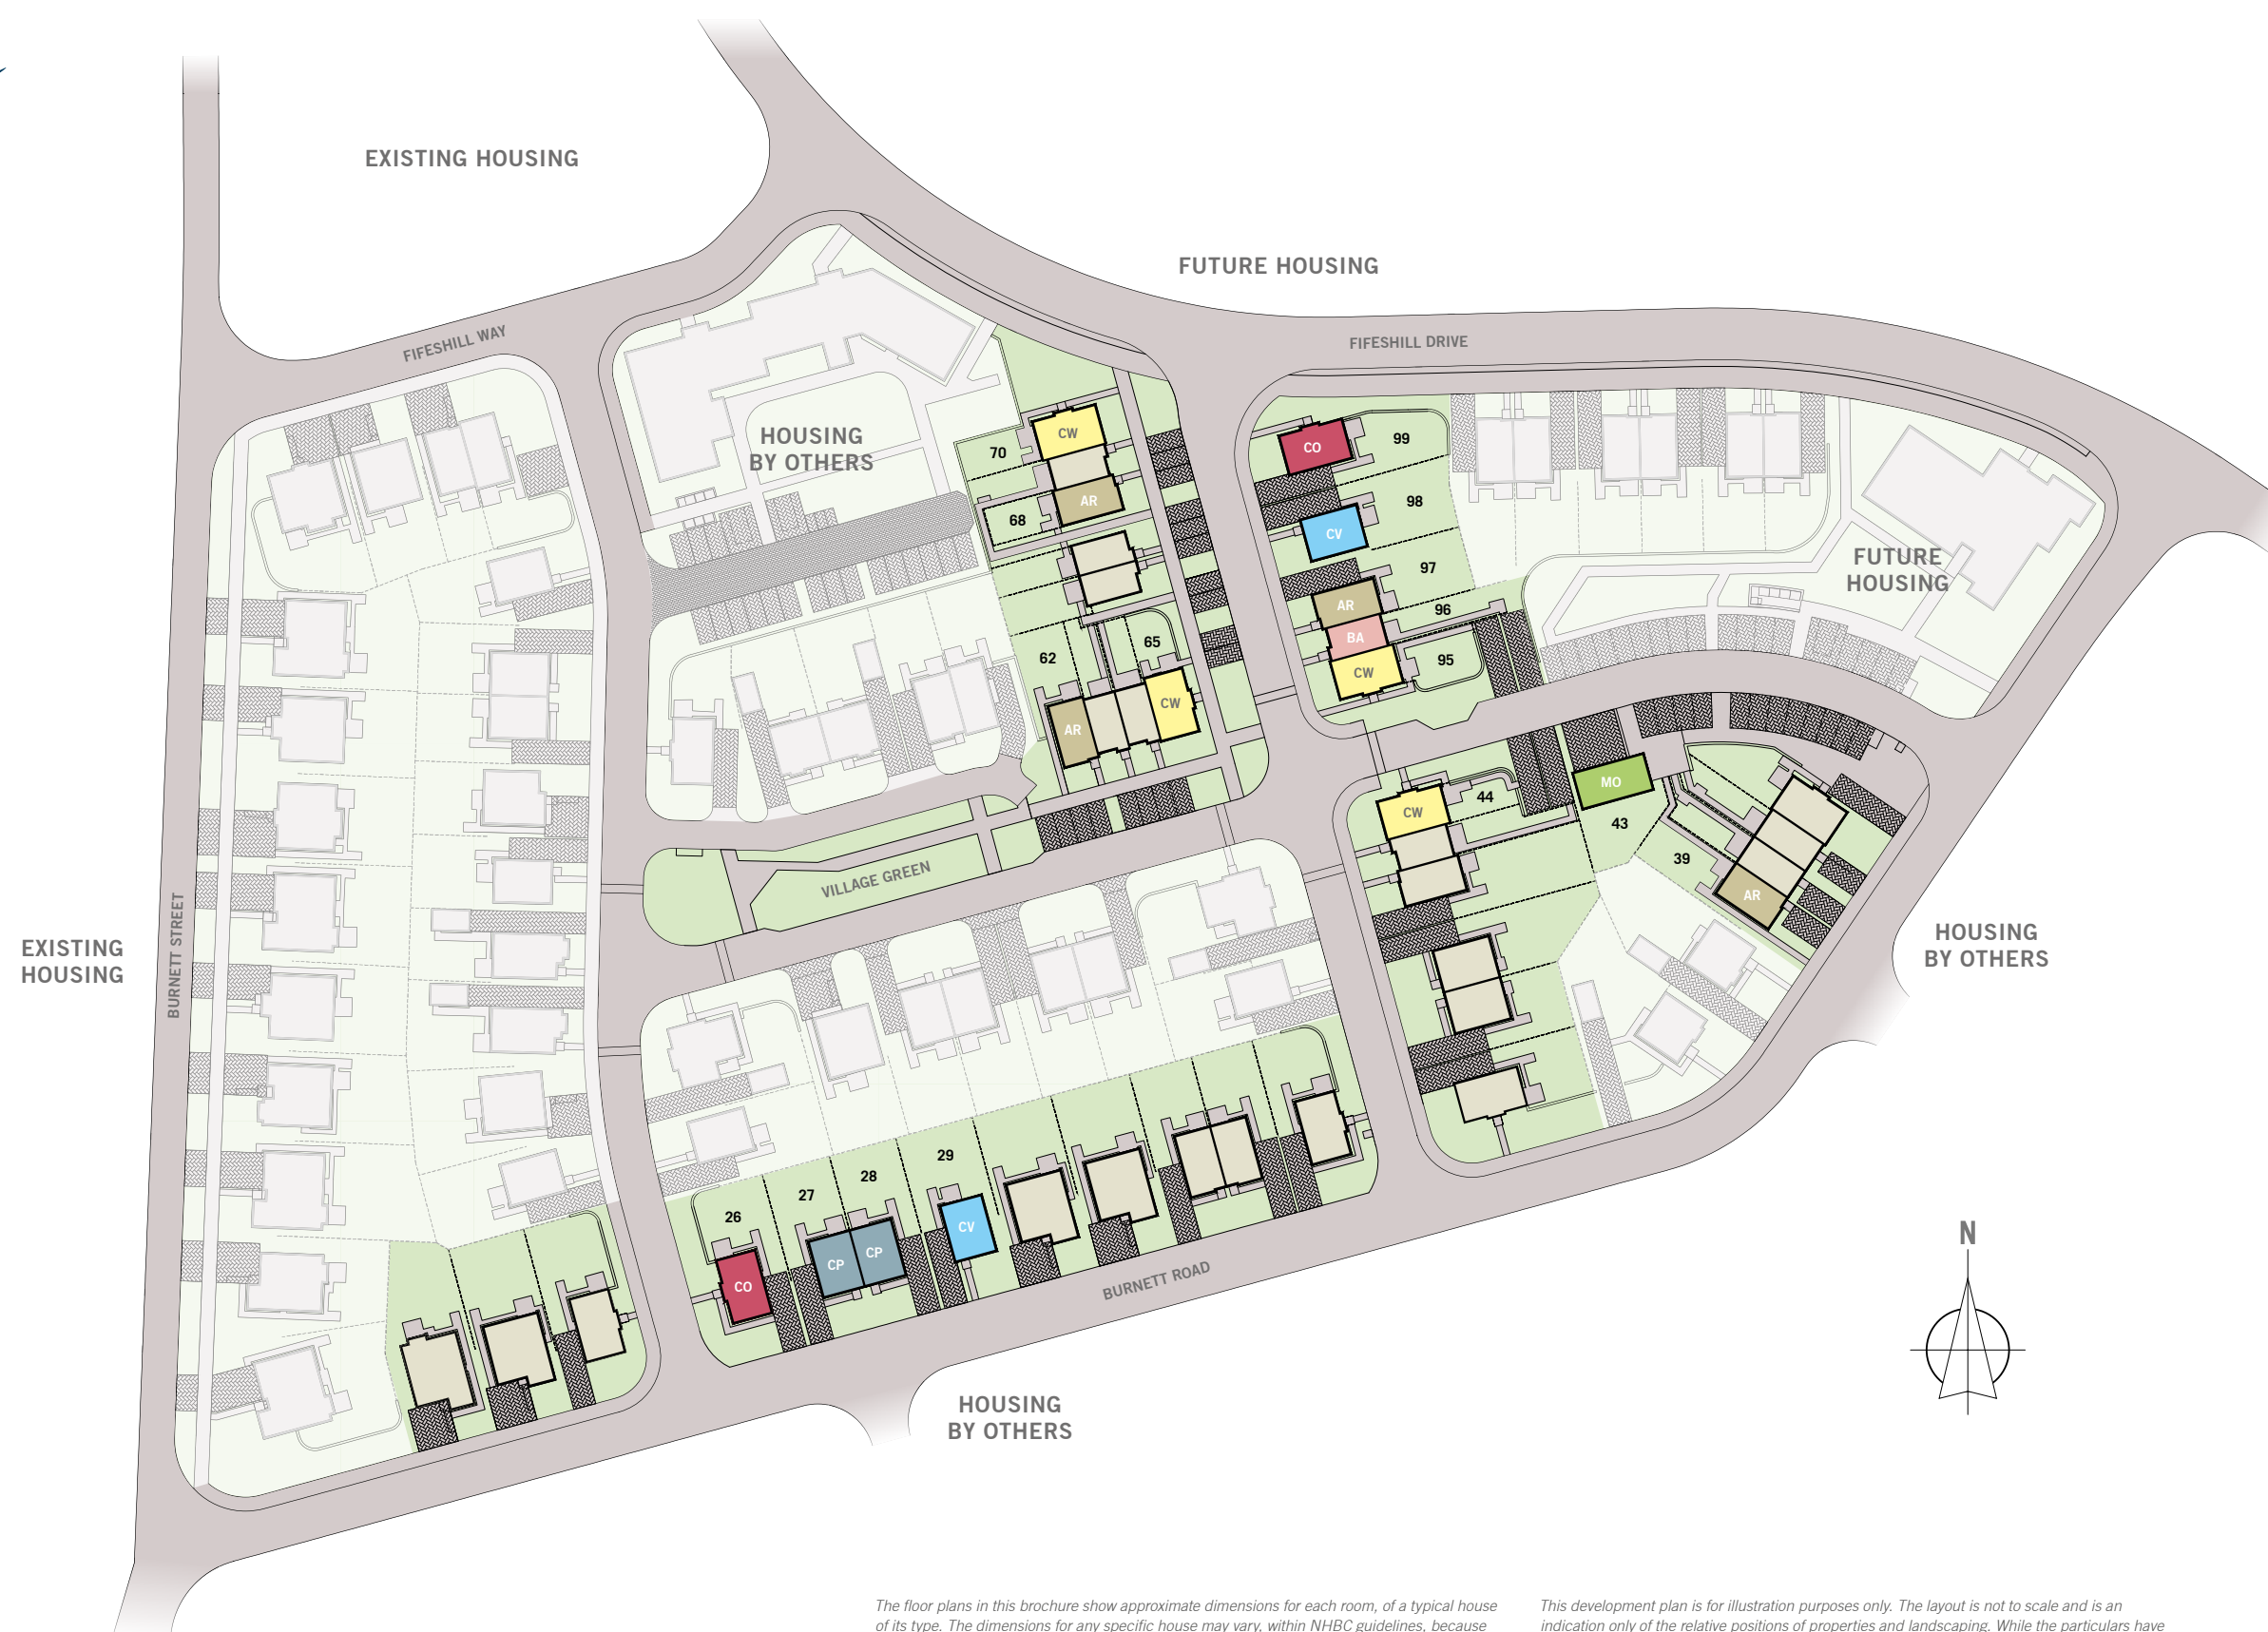 EXISTING HOUSING
FUTURE HOUSING
FIFESHILL WAY
FIFESHILL DRIVE
HOUSING
BY OTHERS
CW
70
AR
68
CO
99
98
CV
97
AR
96
BA
95
CW
FUTURE
HOUSING
62
65
CW
AR
MO
43
CW
44
39
AR
VILLAGE GREEN
BURNETT STREET
EXISTING
HOUSING
HOUSING
BY OTHERS
26
27
28
29
CO
CP
CP
CV
BURNETT ROAD
N
HOUSING
BY OTHERS
The floor plans in this brochure show approximate dimensions for each room, of a typical house
of its type. The dimensions for any specific house may vary, within NHBC guidelines, because
This development plan is for illustration purposes only. The layout is not to scale and is an
indication only of the relative positions of properties and landscaping. While the particulars have